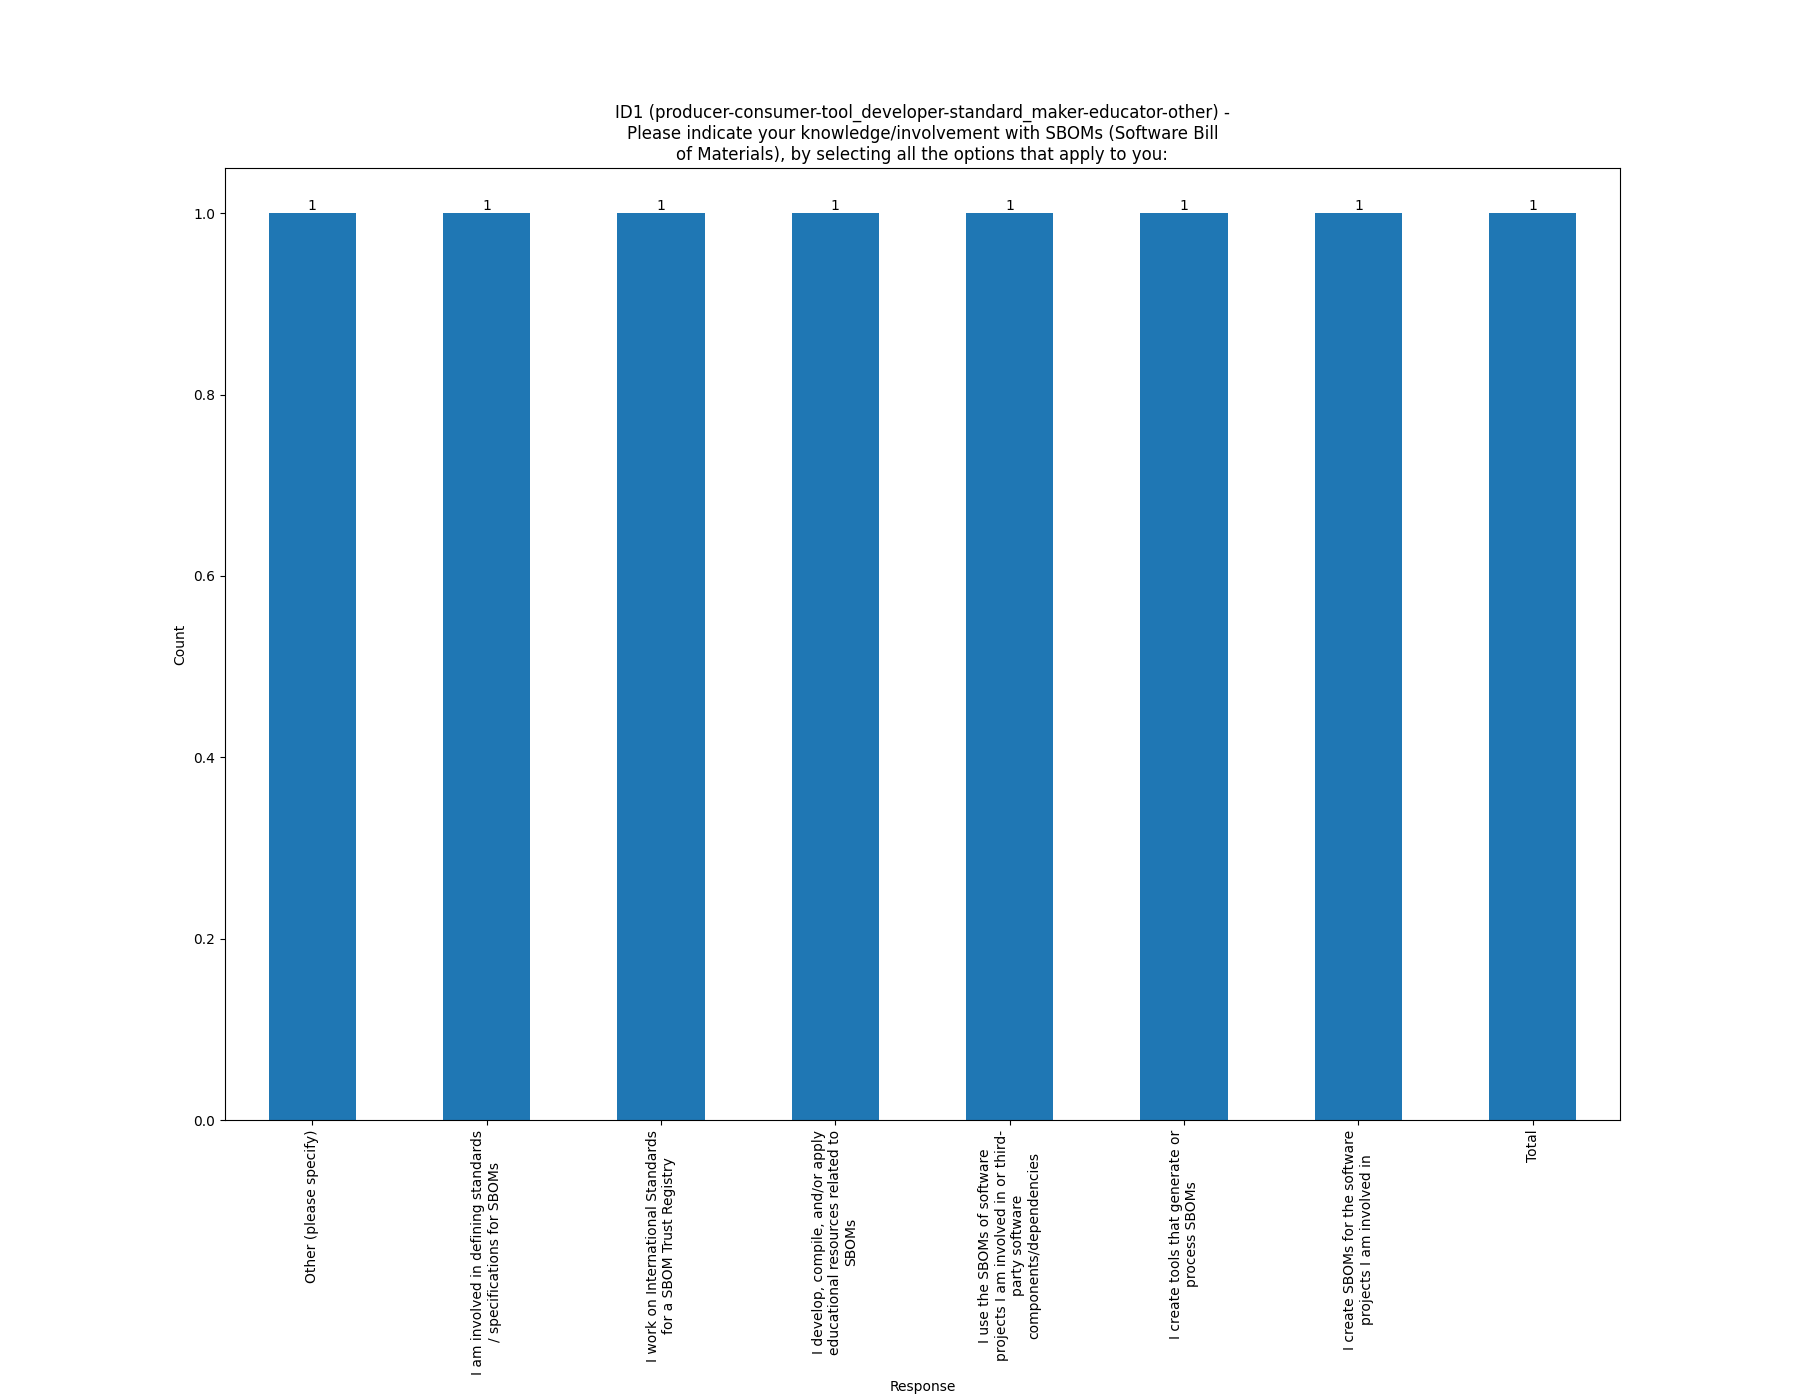 ID1 (producer-consumer-tool_developer-standard_maker-educator-other) -
Please indicate your knowledge/involvement with SBOMs (Software Bill
of Materials), by selecting all the options that apply to you:
1
1
1
1
1
1
1
1
1.0
0.8
0.6
0.4
0.2
0.0
Count
Other (please specify)
I am involved in defining standards
/ specifications for SBOMs
I work on International Standards
for a SBOM Trust Registry
I develop, compile, and/or apply
educational resources related to
SBOMs
I use the SBOMs of software
projects I am involved in or third-
party software
components/dependencies
I create tools that generate or
process SBOMs
I create SBOMs for the software
projects I am involved in
Total
Response